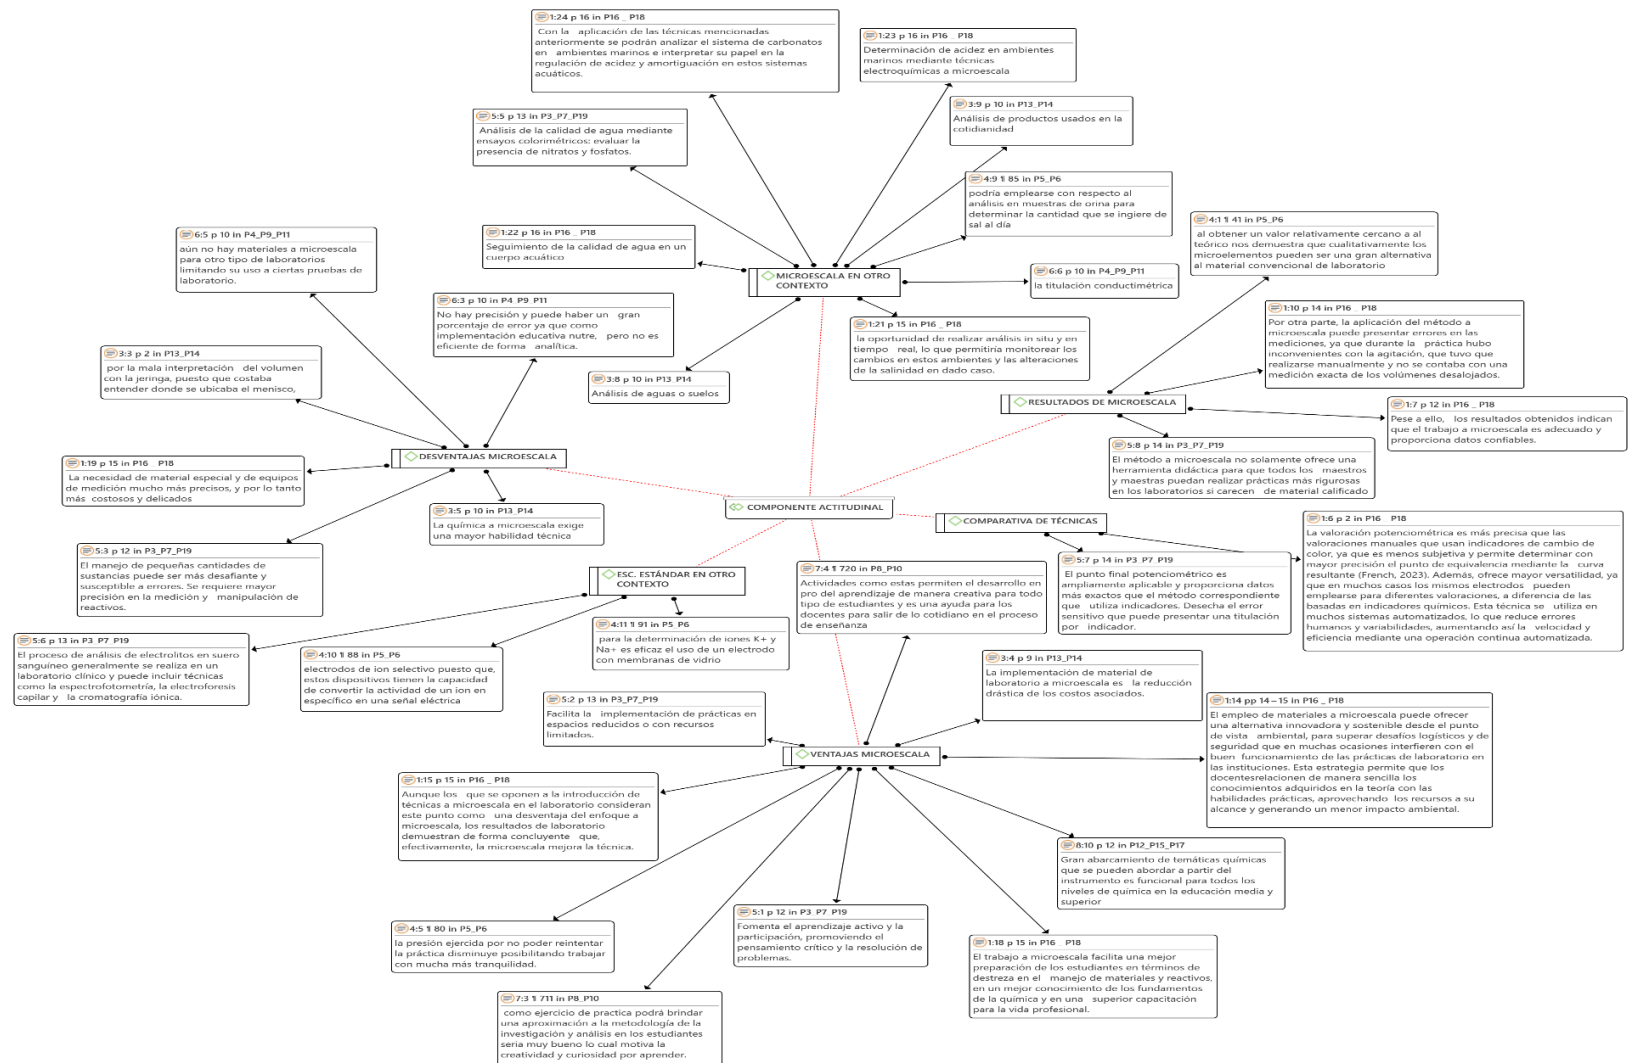 1:24 p 16 in P16 _ P18
Con la aplicación de las técnicas mencionadas
anteriormente se podrán analizar el sistema de carbonatos
en ambientes marinos e interpretar su papel en la
regulación de acidez y amortiguación en estos sistemas
acuáticos.
1:23 p 16 in P16 _ P18
Determinación de acidez en ambientes
marinos mediante técnicas
electroquímicas a microescala
3:9 p 10 in P13_P14
Análisis de productos usados en la
cotidianidad
5:5 p 13 in P3_P7_P19
Análisis de la calidad de agua mediante
ensayos colorimétricos: evaluar la
presencia de nitratos y fosfatos.
4:9 ¶ 85 in P5_P6
podría emplearse con respecto al
análisis en muestras de orina para
determinar la cantidad que se ingiere de
sal al día
1:22 p 16 in P16 _ P18
Seguimiento de la calidad de agua en un
cuerpo acuático
MICROESCALA EN OTRO
CONTEXTO
6:6 p 10 in P4_P9_P11
la titulación conductimétrica
1:21 p 15 in P16 _ P18
la oportunidad de realizar análisis in situ y en
tiempo real, lo que permitiría monitorear los
cambios en estos ambientes y las alteraciones
de la salinidad en dado caso.
3:8 p 10 in P13_P14
Análisis de aguas o suelos
4:1 ¶ 41 in P5_P6
al obtener un valor relativamente cercano a al
teórico nos demuestra que cualitativamente los
microelementos pueden ser una gran alternativa
al material convencional de laboratorio
1:10 p 14 in P16 _ P18
Por otra parte, la aplicación del método a
microescala puede presentar errores en las
mediciones, ya que durante la práctica hubo
inconvenientes con la agitación, que tuvo que
realizarse manualmente y no se contaba con una
medición exacta de los volúmenes desalojados.
RESULTADOS DE MICROESCALA
1:7 p 12 in P16 _ P18
Pese a ello, los resultados obtenidos indican
que el trabajo a microescala es adecuado y
proporciona datos confiables.
5:8 p 14 in P3_P7_P19
El método a microescala no solamente ofrece una
herramienta didáctica para que todos los maestros
y maestras puedan realizar prácticas más rigurosas
en los laboratorios si carecen de material calificado
6:5 p 10 in P4_P9_P11
aún no hay materiales a microescala
para otro tipo de laboratorios
limitando su uso a ciertas pruebas de
laboratorio.
6:3 p 10 in P4_P9_P11
No hay precisión y puede haber un gran
porcentaje de error ya que como
implementación educativa nutre, pero no es
eficiente de forma analítica.
3:3 p 2 in P13_P14
por la mala interpretación del volumen
con la jeringa, puesto que costaba
entender donde se ubicaba el menisco,
DESVENTAJAS MICROESCALA
1:19 p 15 in P16 _ P18
La necesidad de material especial y de equipos
de medición mucho más precisos, y por lo tanto
más costosos y delicados
3:5 p 10 in P13_P14
La química a microescala exige
una mayor habilidad técnica
5:3 p 12 in P3_P7_P19
El manejo de pequeñas cantidades de
sustancias puede ser más desafiante y
susceptible a errores. Se requiere mayor
precisión en la medición y manipulación de
reactivos.
COMPONENTE ACTITUDINAL
COMPARATIVA DE TÉCNICAS
5:7 p 14 in P3_P7_P19
El punto final potenciométrico es
ampliamente aplicable y proporciona datos
más exactos que el método correspondiente
que utiliza indicadores. Desecha el error
sensitivo que puede presentar una titulación
por indicador.
1:6 p 2 in P16 _ P18
La valoración potenciométrica es más precisa que las
valoraciones manuales que usan indicadores de cambio de
color, ya que es menos subjetiva y permite determinar con
mayor precisión el punto de equivalencia mediante la curva
resultante (French, 2023). Además, ofrece mayor versatilidad, ya
que en muchos casos los mismos electrodos pueden
emplearse para diferentes valoraciones, a diferencia de las
basadas en indicadores químicos. Esta técnica se utiliza en
muchos sistemas automatizados, lo que reduce errores
humanos y variabilidades, aumentando así la velocidad y
eficiencia mediante una operación continua automatizada.
ESC. ESTÁNDAR EN OTRO
CONTEXTO
4:11 ¶ 91 in P5_P6
para la determinación de iones K+ y
Na+ es eficaz el uso de un electrodo
con membranas de vidrio
5:6 p 13 in P3_P7_P19
El proceso de análisis de electrolitos en suero
sanguíneo generalmente se realiza en un
laboratorio clínico y puede incluir técnicas
como la espectrofotometría, la electroforesis
capilar y la cromatografía iónica.
4:10 ¶ 88 in P5_P6
electrodos de ion selectivo puesto que,
estos dispositivos tienen la capacidad
de convertir la actividad de un ion en
específico en una señal eléctrica
7:4 ¶ 720 in P8_P10
Actividades como estas permiten el desarrollo en
pro del aprendizaje de manera creativa para todo
tipo de estudiantes y es una ayuda para los
docentes para salir de lo cotidiano en el proceso
de enseñanza
3:4 p 9 in P13_P14
La implementación de material de
laboratorio a microescala es la reducción
drástica de los costos asociados.
5:2 p 13 in P3_P7_P19
Facilita la implementación de prácticas en
espacios reducidos o con recursos
limitados.
1:14 pp 14 – 15 in P16 _ P18
El empleo de materiales a microescala puede ofrecer
una alternativa innovadora y sostenible desde el punto
de vista ambiental, para superar desafíos logísticos y de
seguridad que en muchas ocasiones interfieren con el
buen funcionamiento de las prácticas de laboratorio en
las instituciones. Esta estrategia permite que los
docentesrelacionen de manera sencilla los
conocimientos adquiridos en la teoría con las
habilidades prácticas, aprovechando los recursos a su
alcance y generando un menor impacto ambiental.
VENTAJAS MICROESCALA
1:15 p 15 in P16 _ P18
Aunque los que se oponen a la introducción de
técnicas a microescala en el laboratorio consideran
este punto como una desventaja del enfoque a
microescala, los resultados de laboratorio
demuestran de forma concluyente que,
efectivamente, la microescala mejora la técnica.
8:10 p 12 in P12_P15_P17
Gran abarcamiento de temáticas químicas
que se pueden abordar a partir del
instrumento es funcional para todos los
niveles de química en la educación media y
superior
4:5 ¶ 80 in P5_P6
la presión ejercida por no poder reintentar
la práctica disminuye posibilitando trabajar
con mucha más tranquilidad.
5:1 p 12 in P3_P7_P19
Fomenta el aprendizaje activo y la
participación, promoviendo el
pensamiento crítico y la resolución de
problemas.
1:18 p 15 in P16 _ P18
El trabajo a microescala facilita una mejor
preparación de los estudiantes en términos de
destreza en el manejo de materiales y reactivos,
en un mejor conocimiento de los fundamentos
de la química y en una superior capacitación
para la vida profesional.
7:3 ¶ 711 in P8_P10
como ejercicio de practica podrá brindar
una aproximación a la metodología de la
investigación y análisis en los estudiantes
seria muy bueno lo cual motiva la
creatividad y curiosidad por aprender.